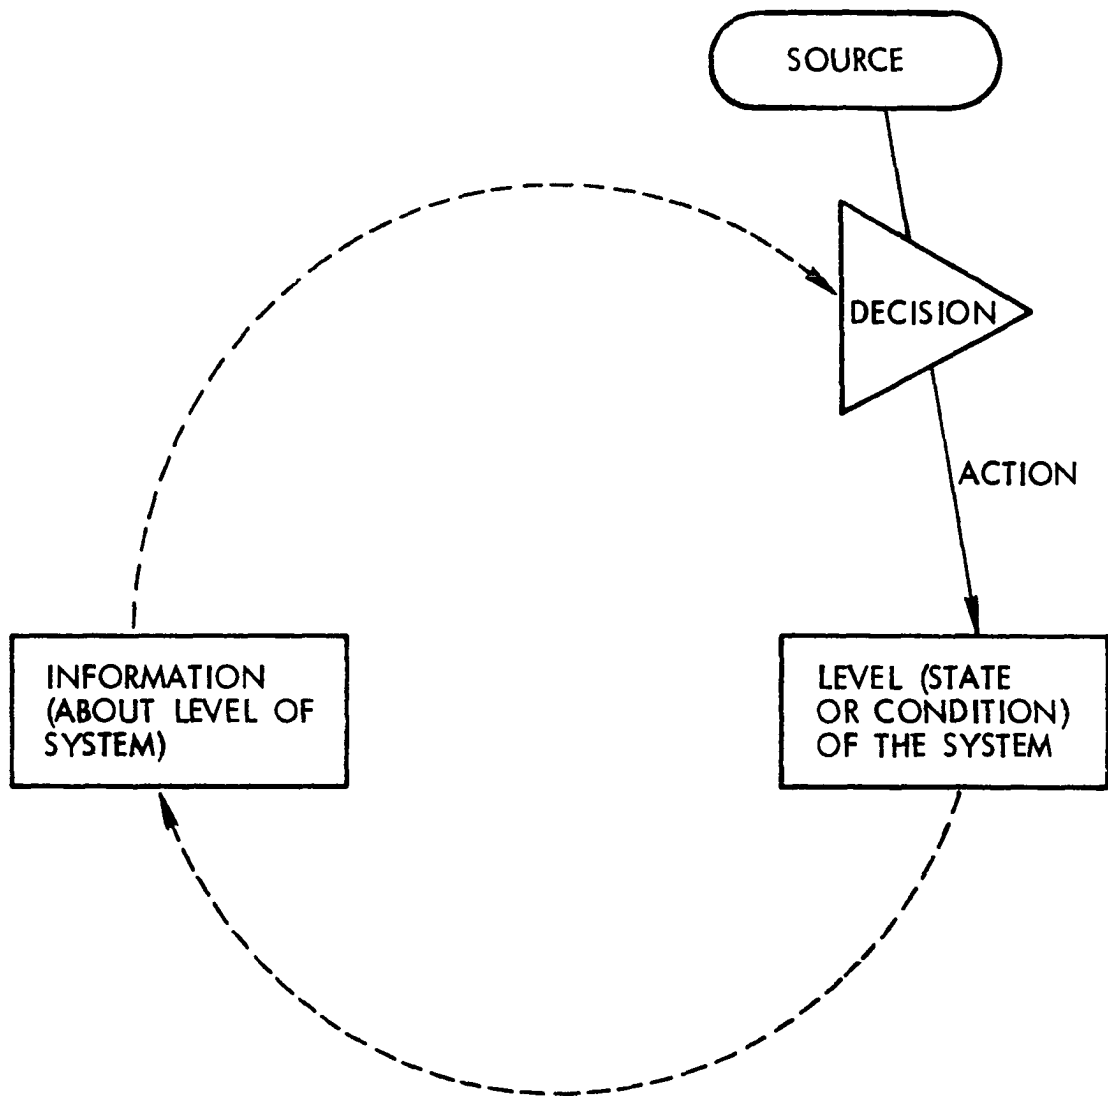 SOURCE
DECISION
ACTION
INFORMATION
(ABOUT LEVEL OF
SYSTEM)
LEVEL (STATE
OR CONDITION)
OF THE SYSTEM